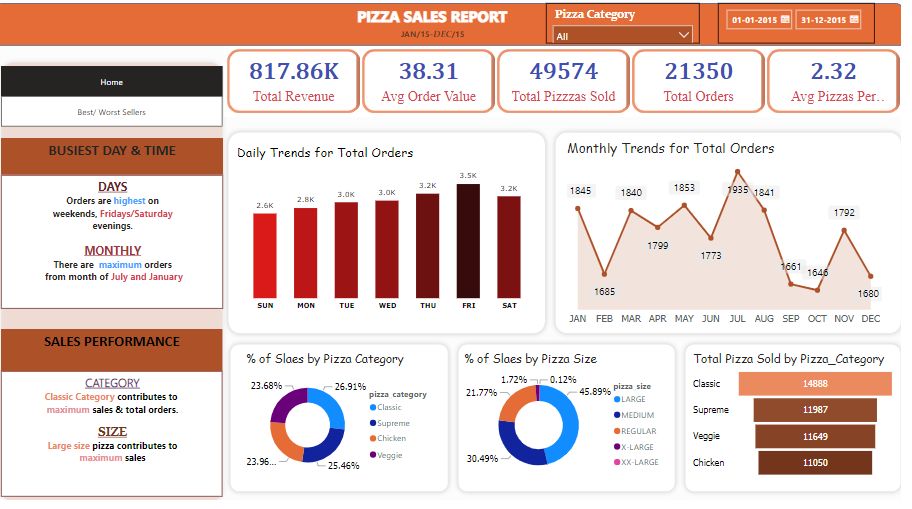 PIZZA SALES REPORT
JAN/15-DEC/15
Pizza Category
All
01-01-2015
31-12-2015
Home
Best/ Worst Sellers
BUSIEST DAY & TIME
DAYS
Orders are highest on
weekends, Fridays/Saturday
evenings.
MONTHLY
There are maximum orders
from month of July and January
SALES PERFORMANCE
CATEGORY
Classic Category contributes to
maximum sales & total orders.
SIZE
Large size pizza contributes to
maximum sales
817.86K
Total Revenue
38.31
Avg Order Value
49574
Total Pizzzas Sold
21350
Total Orders
2.32
Avg Pizzas Per..
Daily Trends for Total Orders
2.6K
2.8K
3.0K
3.0K
3.2K
3.5K
3.2K
SUN MON TUE WED THU FRI SAT
Monthly Trends for Total Orders
1845
1685
1840
1799
1853
1773
1935
1841
1661
1646
1792
1680
JAN FEB MAR APR MAY JUN JUL AUG SEP OCT NOV DEC
% of Slaes by Pizza Category
23.68%
26.91%
23.96...
25.46%
pizza_category
Classic
Supreme
Chicken
Veggie
% of Slaes by Pizza Size
1.72%
0.12%
21.77%
45.89%
30.49%
pizza_size
LARGE
MEDIUM
REGULAR
X-LARGE
XX-LARGE
Total Pizza Sold by Pizza_Category
Classic 14888
Supreme 11987
Veggie 11649
Chicken 11050